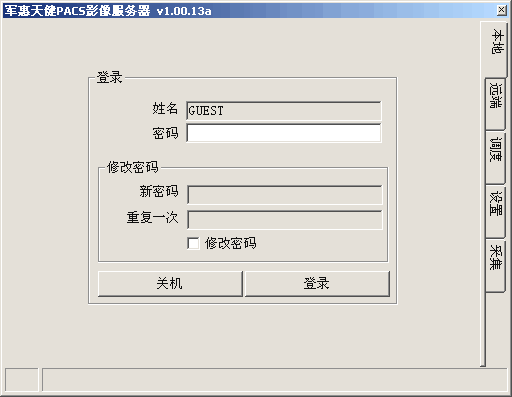 军惠天健PACS影像服务器 v1.00.13a
登录
姓名
GUEST
密码
修改密码
新密码
重复一次
修改密码
关机
登录
本地
远端
调度
设置
采集